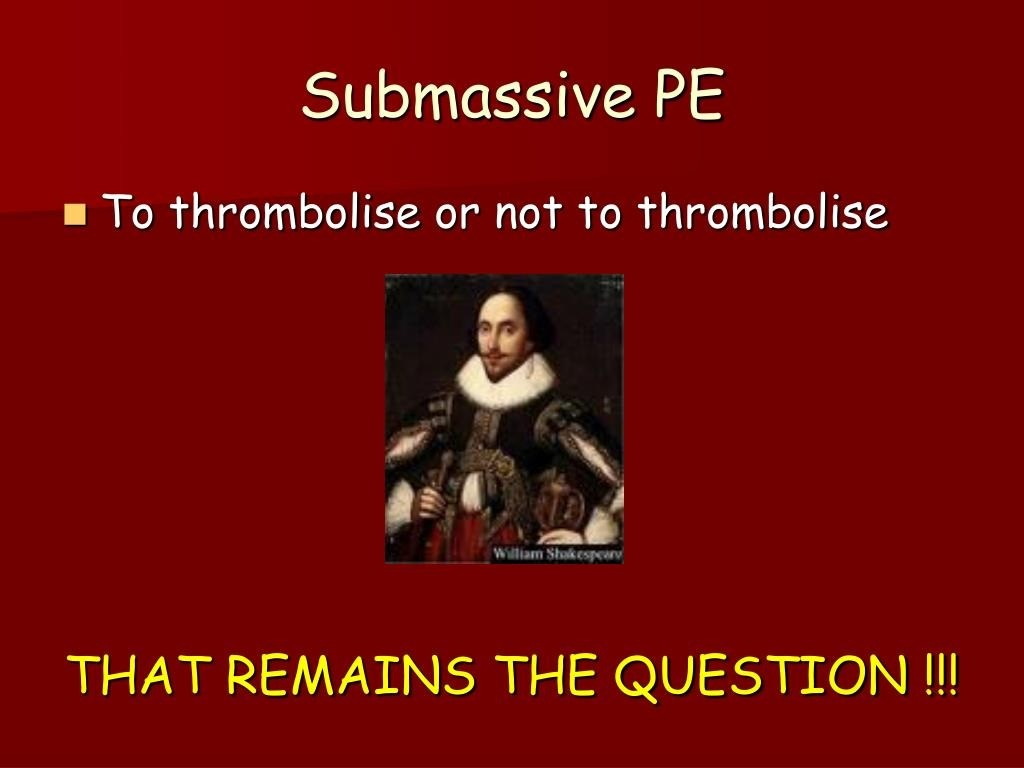 Submassive PE
To thrombolise or not to thrombolise
William Shakespeare
THAT REMAINS THE QUESTION !!!